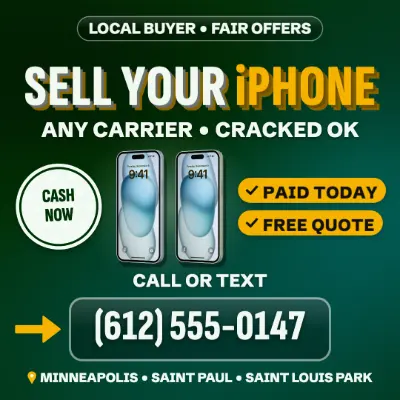 LOCAL BUYER • FAIR OFFERS
SELL YOUR iPHONE
ANY CARRIER • CRACKED OK
CASH
NOW
9:41
9:41
✓ PAID TODAY
✓ FREE QUOTE
CALL OR TEXT
(612) 555-0147
MINNEAPOLIS • SAINT PAUL • SAINT LOUIS PARK